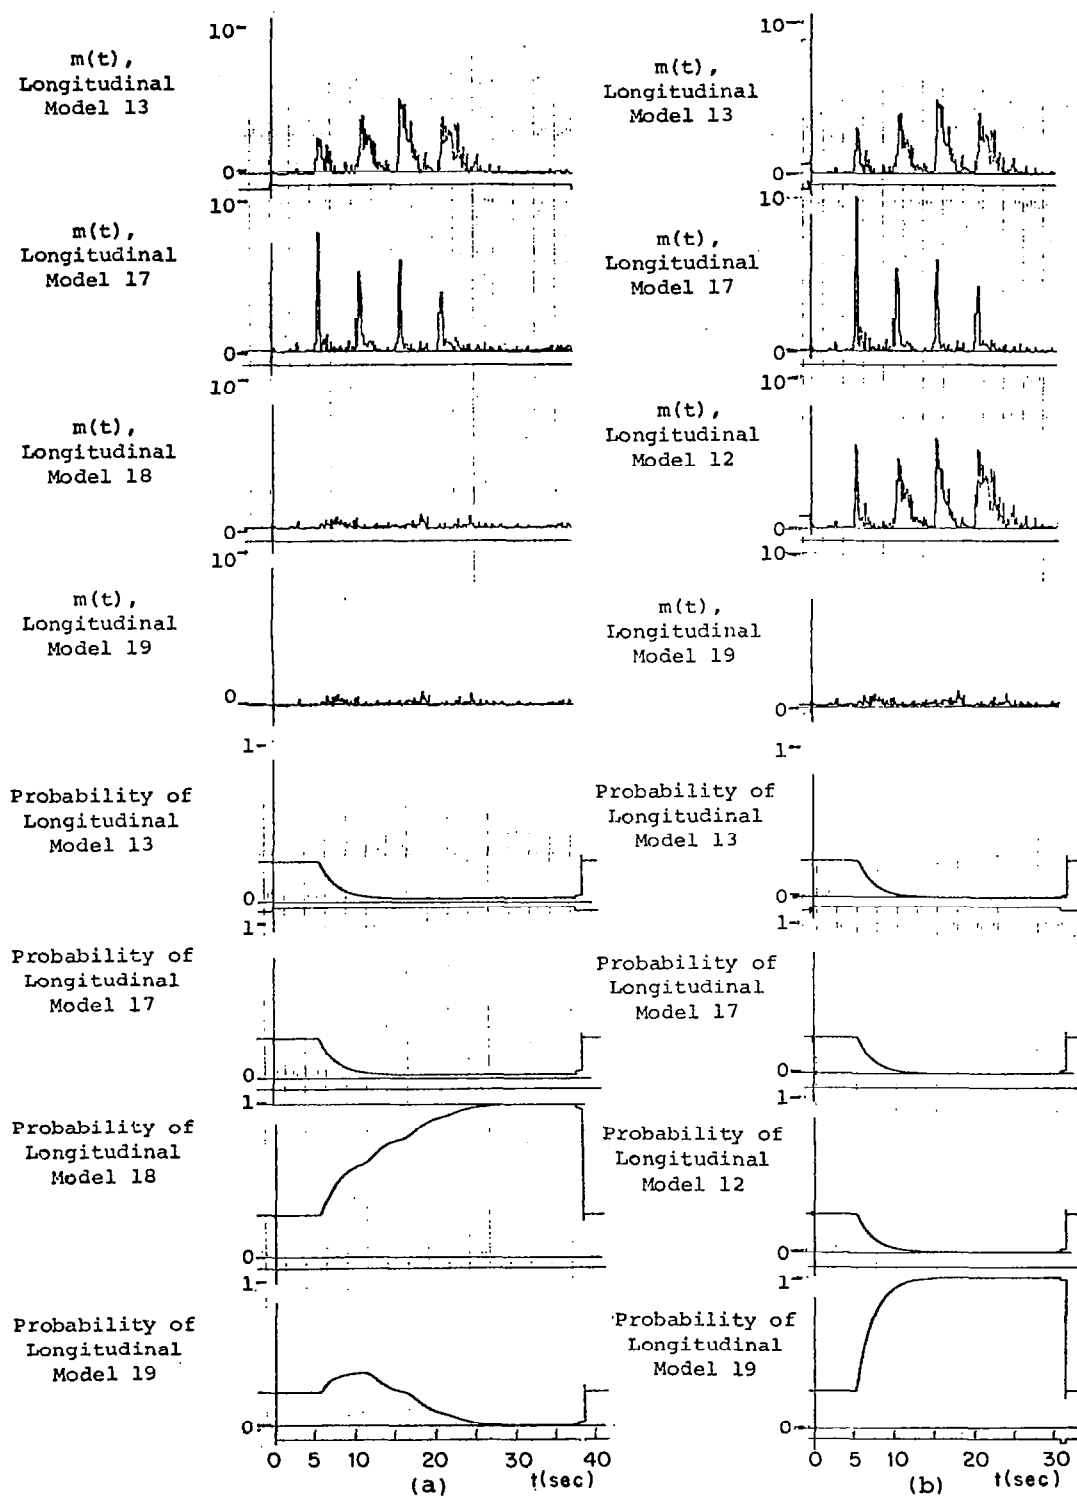 10
m(t),
Longitudinal
Model 13
0
10
m(t),
Longitudinal
Model 17
0
10
m(t),
Longitudinal
Model 18
0
10
m(t),
Longitudinal
Model 19
0
1
Probability of
Longitudinal
Model 13
0
1
Probability of
Longitudinal
Model 17
0
1
Probability of
Longitudinal
Model 18
0
1
Probability of
Longitudinal
Model 19
0
0 5 10 20 30 40
(a) t(sec)
10
m(t),
Longitudinal
Model 13
0
10
m(t),
Longitudinal
Model 17
0
10
m(t),
Longitudinal
Model 12
0
10
m(t),
Longitudinal
Model 19
0
1
Probability of
Longitudinal
Model 13
0
1
Probability of
Longitudinal
Model 17
0
1
Probability of
Longitudinal
Model 12
0
1
Probability of
Longitudinal
Model 19
0
0 5 10 20 30
(b) t(sec)